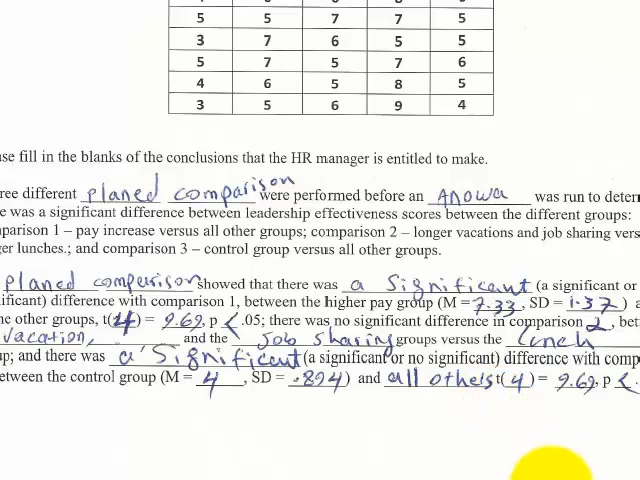 5 5 7 7 5
3 7 6 5 5
5 7 5 7 6
4 6 5 8 5
3 5 6 9 4
ase fill in the blanks of the conclusions that the HR manager is entitled to make.
ree different planed comparison were performed before an Anowa was run to deter
e was a significant difference between leadership effectiveness scores between the different groups:
nparison 1 – pay increase versus all other groups; comparison 2 – longer vacations and job sharing vers
ger lunches.; and comparison 3 – control group versus all other groups.
planed comparison showed that there was a significant (a significant or
nificant) difference with comparison 1, between the higher pay group (M = 7.33, SD = 1.37) a
ne other groups, t(4) = 9.69, p < .05; there was no significant difference in comparison 2, bet
vacation, and the Job sharing groups versus the Lunch
up; and there was a significant (a significant or no significant) difference with comp
etween the control group (M = 4, SD = .894) and all others t(4) = 9.69, p < .